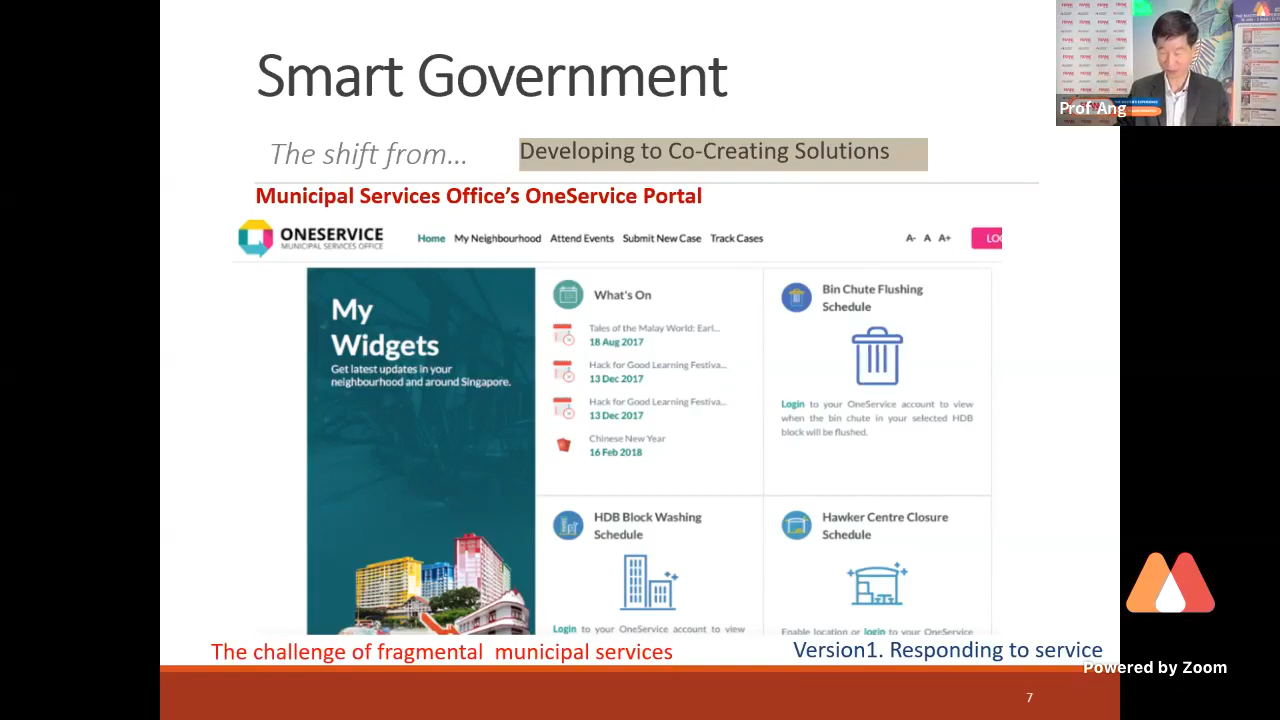 Smart Government
The shift from...
Developing to Co-Creating Solutions
Municipal Services Office's OneService Portal
ONESERVICE
MUNICIPAL SERVICES OFFICE
Home My Neighbourhood Attend Events Submit New Case Track Cases
A- A A+
LO
My
Widgets
Get latest updates in your
neighbourhood and around Singapore.
What's On
Tales of the Malay World: Earl...
18 Aug 2017
Hack for Good Learning Festiva...
13 Dec 2017
Hack for Good Learning Festiva...
13 Dec 2017
Chinese New Year
16 Feb 2018
Bin Chute Flushing
Schedule
Login to your OneService account to view
when the bin chute in your selected HDB
block will be flushed.
HDB Block Washing
Schedule
Login to your OneService account to view
Hawker Centre Closure
Schedule
Enable location or login to your OneService
The challenge of fragmental municipal services
Version1. Responding to service
7
Prof Ang
Powered by Zoom